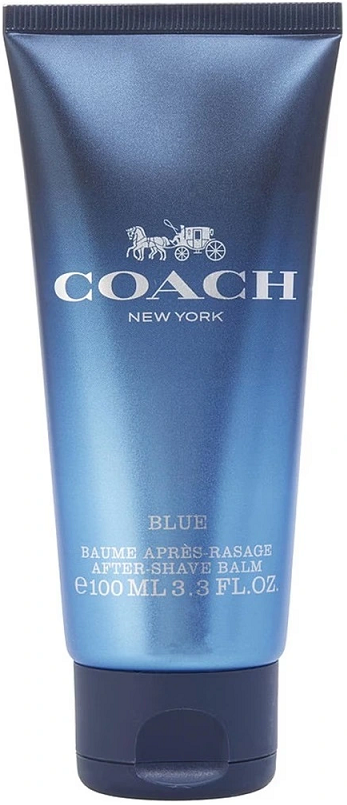 COACH
NEW YORK
BLUE
BAUME APRÈS-RASAGE
AFTER-SHAVE BALM
℮100 ML 3.3 FL.OZ.